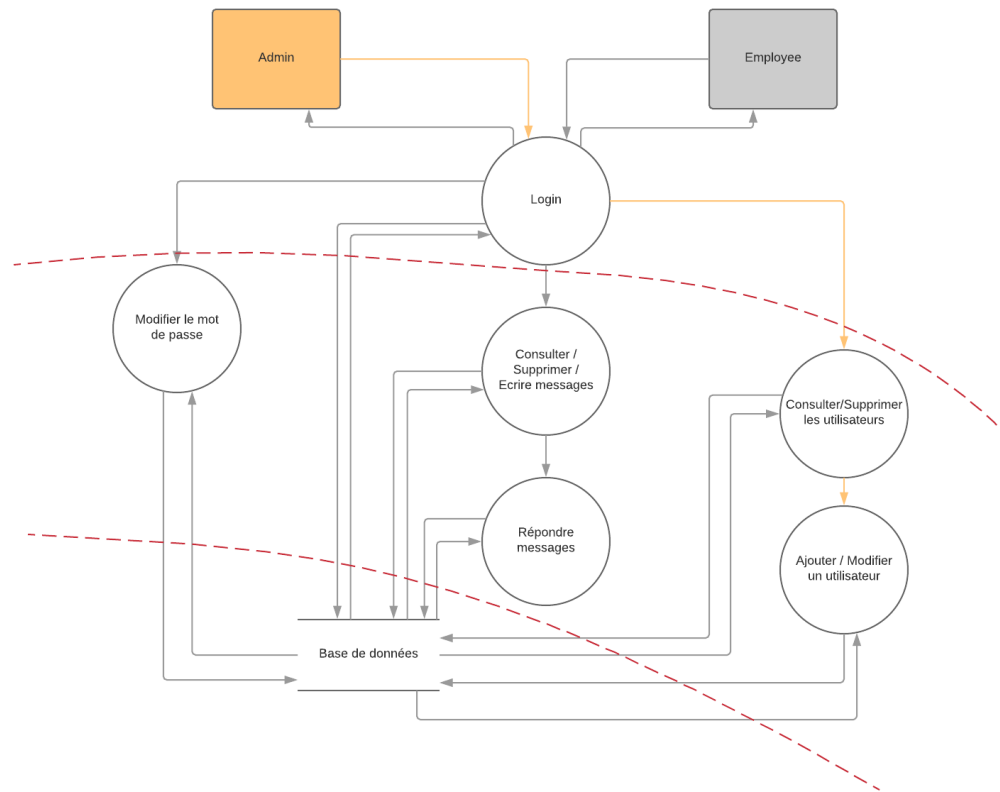 Admin
Employee
Login
Modifier le mot
de passe
Consulter /
Supprimer /
Ecrire messages
Consulter/Supprimer
les utilisateurs
Répondre
messages
Ajouter / Modifier
un utilisateur
Base de données